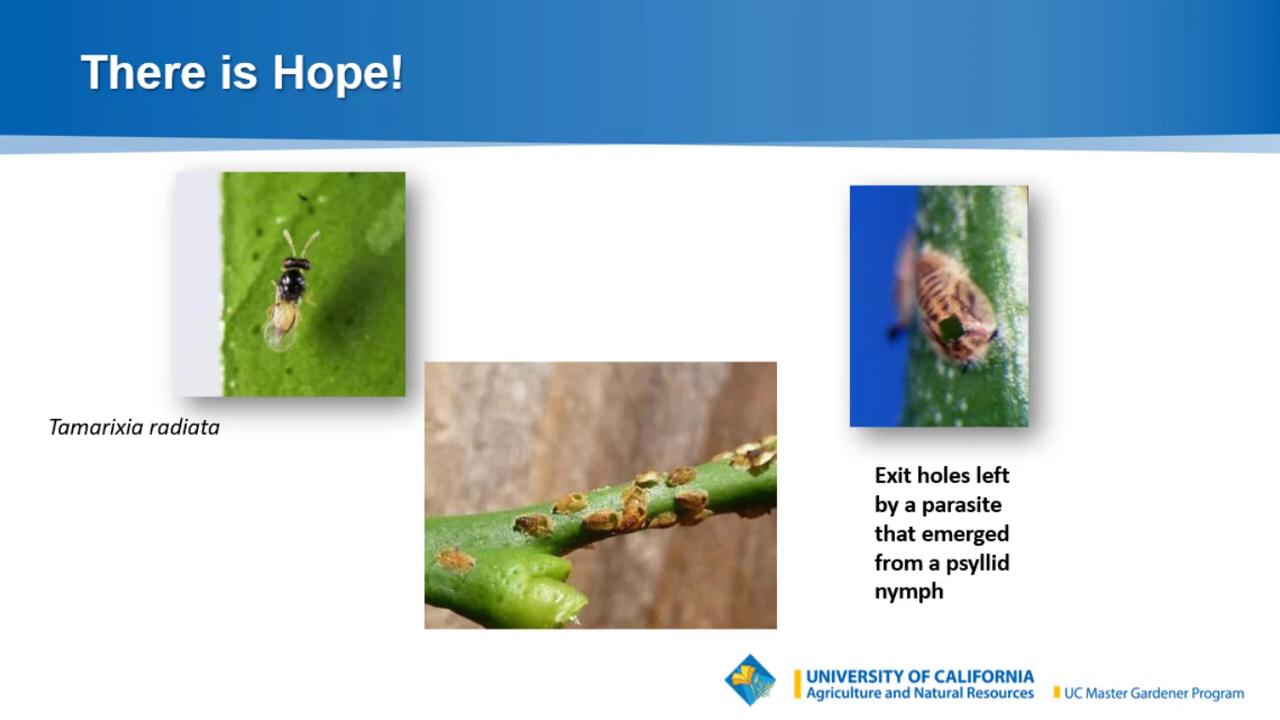 There is Hope!
Tamarixia radiata
Exit holes left
by a parasite
that emerged
from a psyllid
nymph
UNIVERSITY OF CALIFORNIA
Agriculture and Natural Resources
UC Master Gardener Program